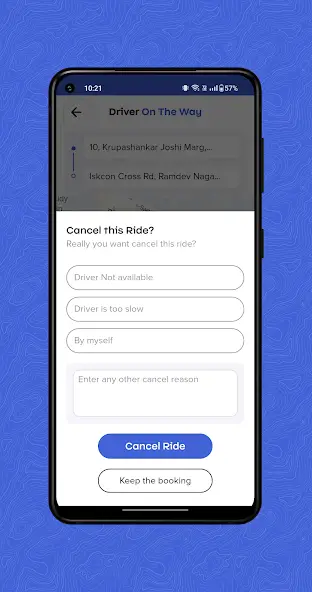 10:21
57%
Driver On The Way
10, Krupashankar Joshi Marg,...
Iskcon Cross Rd, Ramdev Naga...
Cancel this Ride?
Really you want cancel this ride?
Driver Not available
Driver is too slow
By myself
Enter any other cancel reason
Cancel Ride
Keep the booking